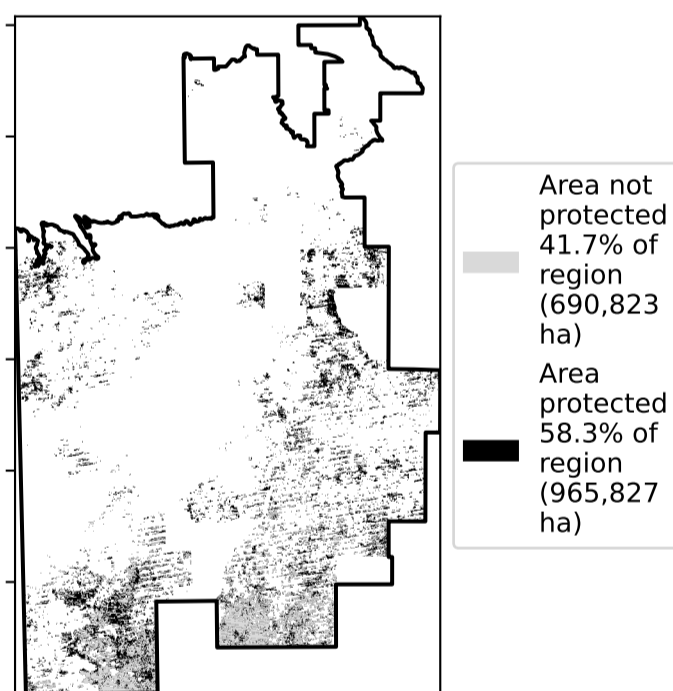 Area not
protected
41.7% of
region
(690,823
ha)
Area
protected
58.3% of
region
(965,827
ha)